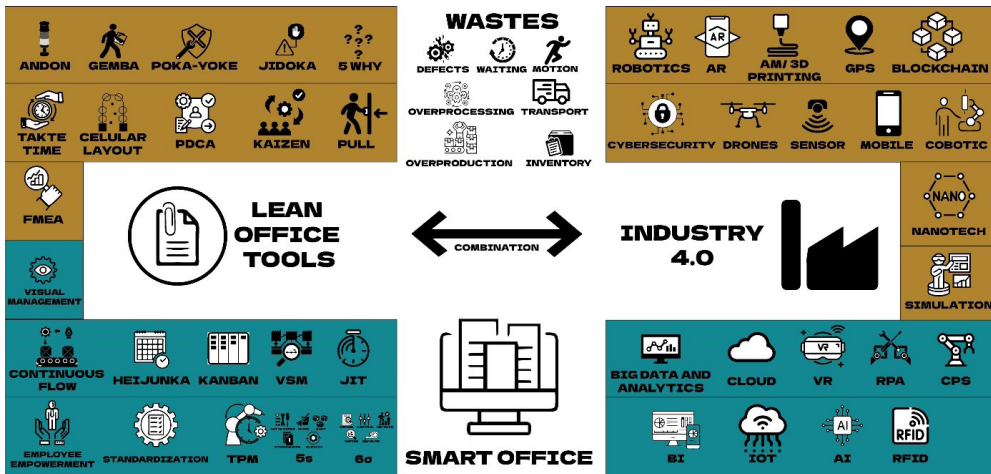 ANDON
GEMBA
POKA-YOKE
JIDOKA
? ? ?
? ?
?
?
5 WHY
TAKTE
TIME
CELULAR
LAYOUT
PDCA
KAIZEN
PULL
FMEA
VISUAL
MANAGEMENT
LEAN
OFFICE
TOOLS
CONTINUOUS
FLOW
HEIJUNKA
KANBAN
VSM
JIT
EMPLOYEE
EMPOWERMENT
STANDARDIZATION
TPM
5s
6σ
WASTES
DEFECTS
WAITING
MOTION
OVERPROCESSING
TRANSPORT
OVERPRODUCTION
INVENTORY
COMBINATION
SMART OFFICE
ROBOTICS
AR
AR
AM/ 3D
PRINTING
GPS
BLOCKCHAIN
CYBERSECURITY
DRONES
SENSOR
MOBILE
COBOTIC
INDUSTRY
4.0
NANO
NANOTECH
SIMULATION
BIG DATA AND
ANALYTICS
CLOUD
VR
VR
RPA
CPS
BI
IOT
AI
AI
RFID
RFID